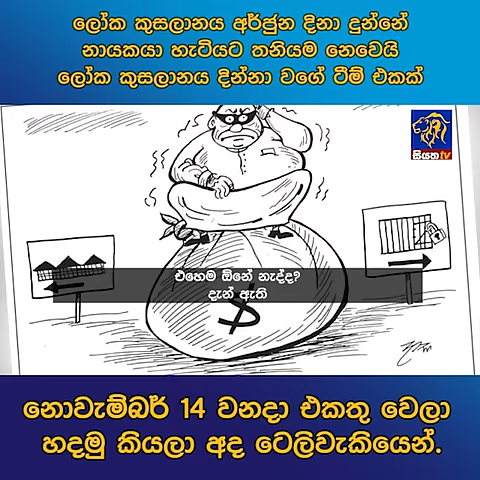 ලෝක කුසලානය අර්ජුන දිනා දුන්නේ
නායකයා හැටියට තනියම නෙවෙයි
ලෝක කුසලානය දින්නා වගේ ටීම් එකක්
සියත tv
එහෙම ඕනේ නැද්ද?
දැන් ඇති
නොවැම්බර් 14 වනදා එකතු වෙලා
හදමු කියලා අද ටෙලිවැකියෙන්.